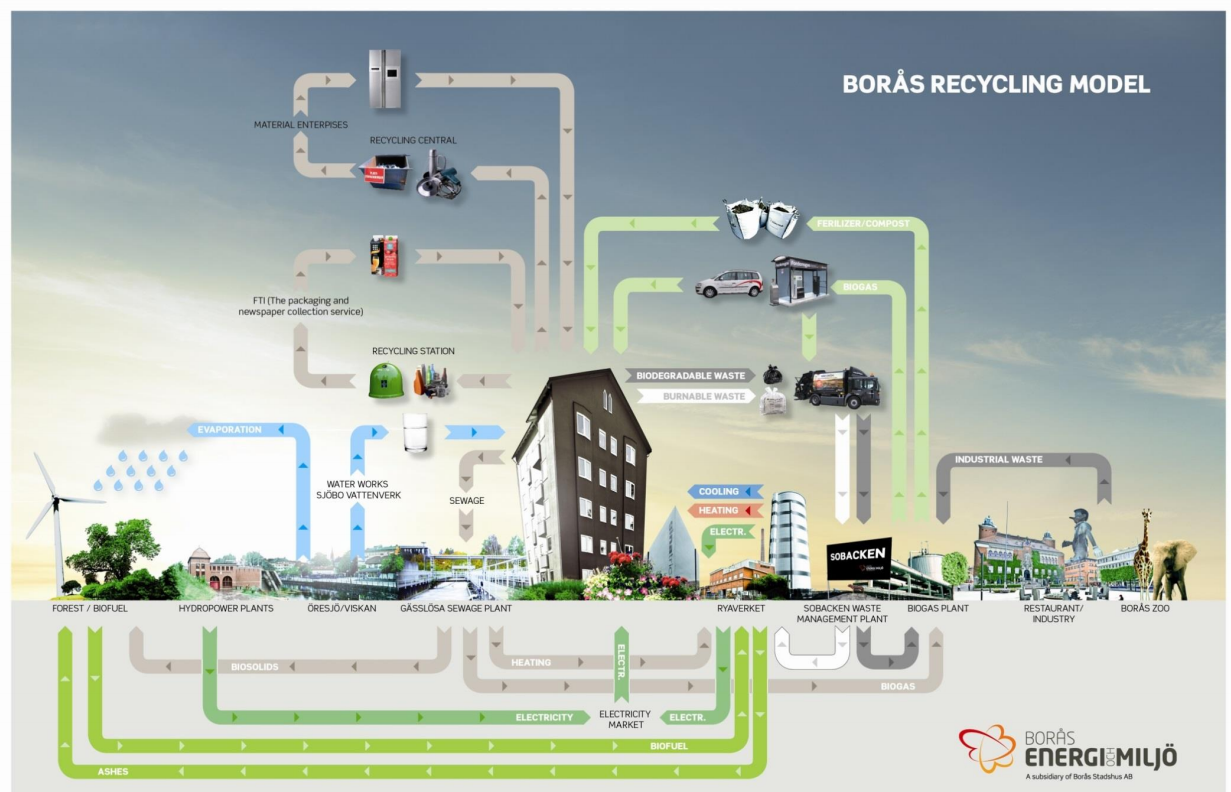 BORÅS RECYCLING MODEL
MATERIAL ENTERPISES
RECYCLING CENTRAL
FERILIZER/COMPOST
BIOGAS
FTI (The packaging and
newspaper collection service)
RECYCLING STATION
BIODEGRADABLE WASTE
BURNABLE WASTE
EVAPORATION
WATER WORKS
SJÖBO VATTENVERK
SEWAGE
INDUSTRIAL WASTE
COOLING
HEATING
ELECTR.
SOBACKEN
FOREST / BIOFUEL
HYDROPOWER PLANTS
ÖRESJÖ/VISKAN
GÄSSLÖSA SEWAGE PLANT
RYAVERKET
SOBACKEN WASTE
MANAGEMENT PLANT
BIOGAS PLANT
RESTAURANT/
INDUSTRY
BORÅS ZOO
BIOSOLIDS
HEATING
ELECTR.
BIOGAS
ELECTRICITY
ELECTRICITY
MARKET
ELECTR.
BIOFUEL
ASHES
BORÅS
ENERGI OCH MILJÖ
A subsidiary of Borås Stadshus AB